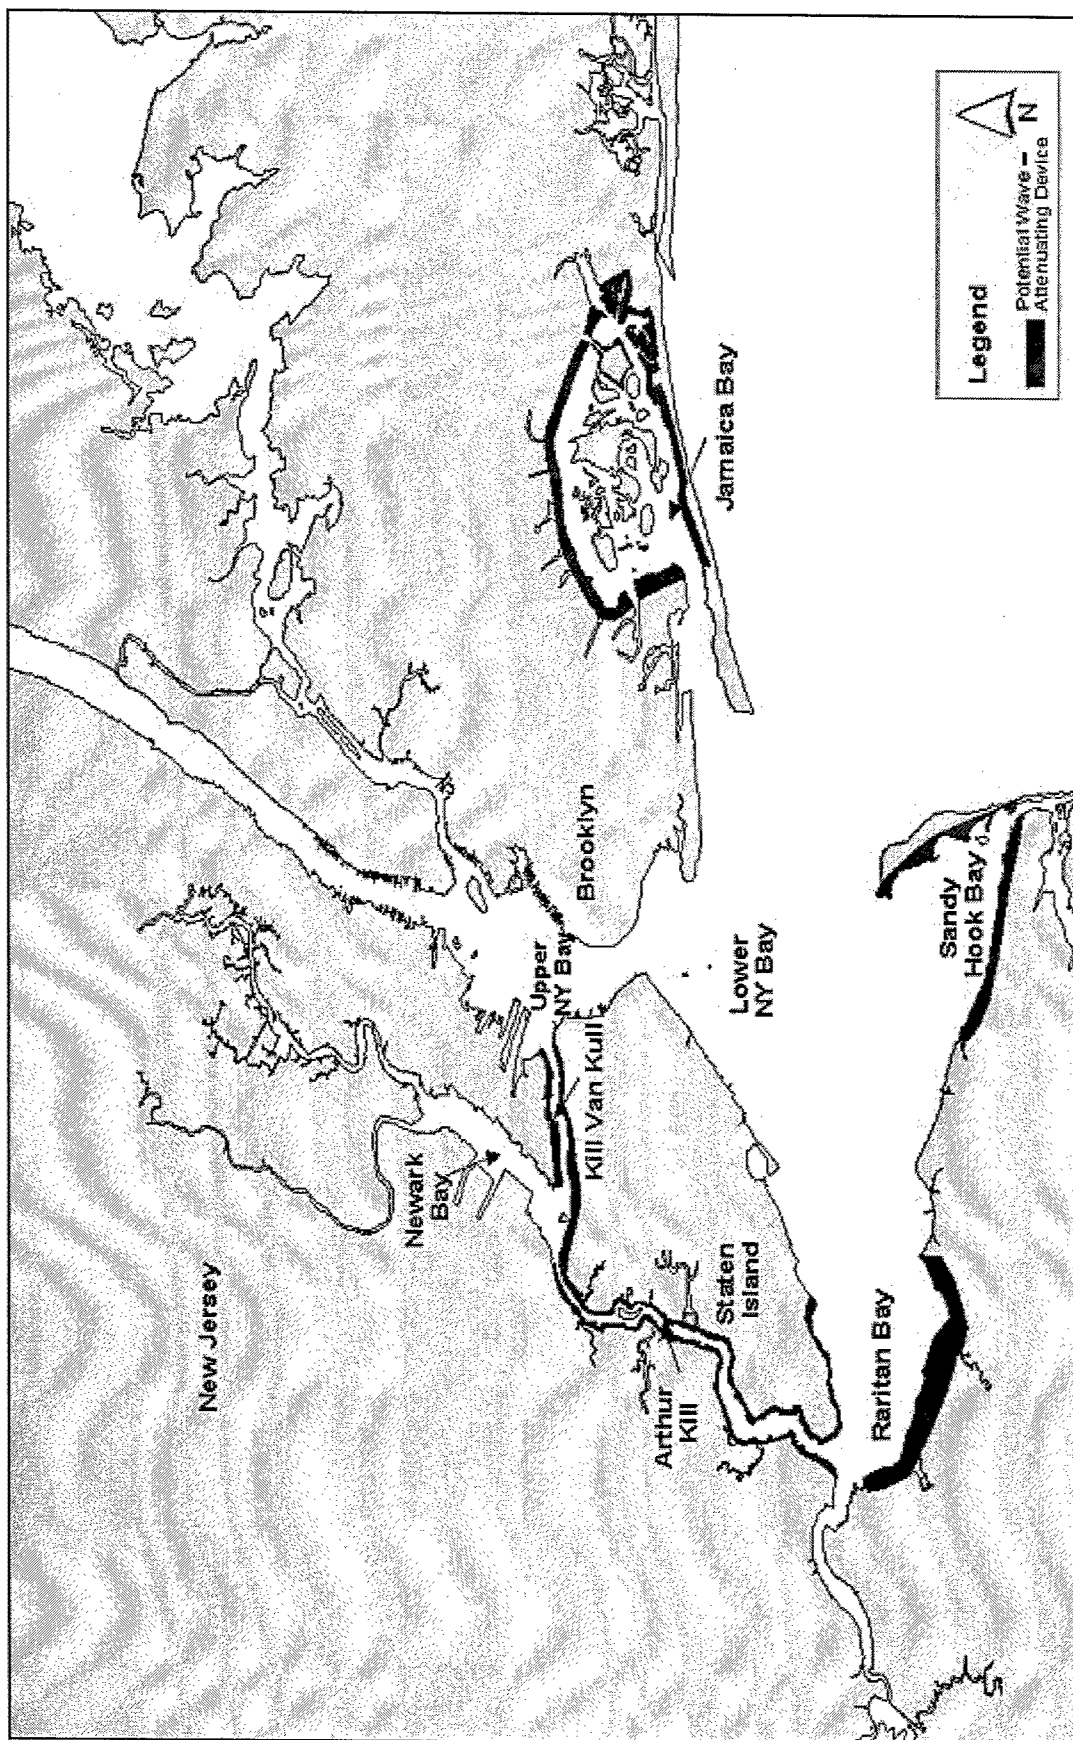 New Jersey
Newark
Bay
Upper
NY Bay
Kill Van Kull
Brooklyn
Arthur
Kill
Staten
Island
Lower
NY Bay
Jamaica Bay
Raritan Bay
Sandy
Hook Bay
Legend
Potential Wave –
Attenuating Device
N